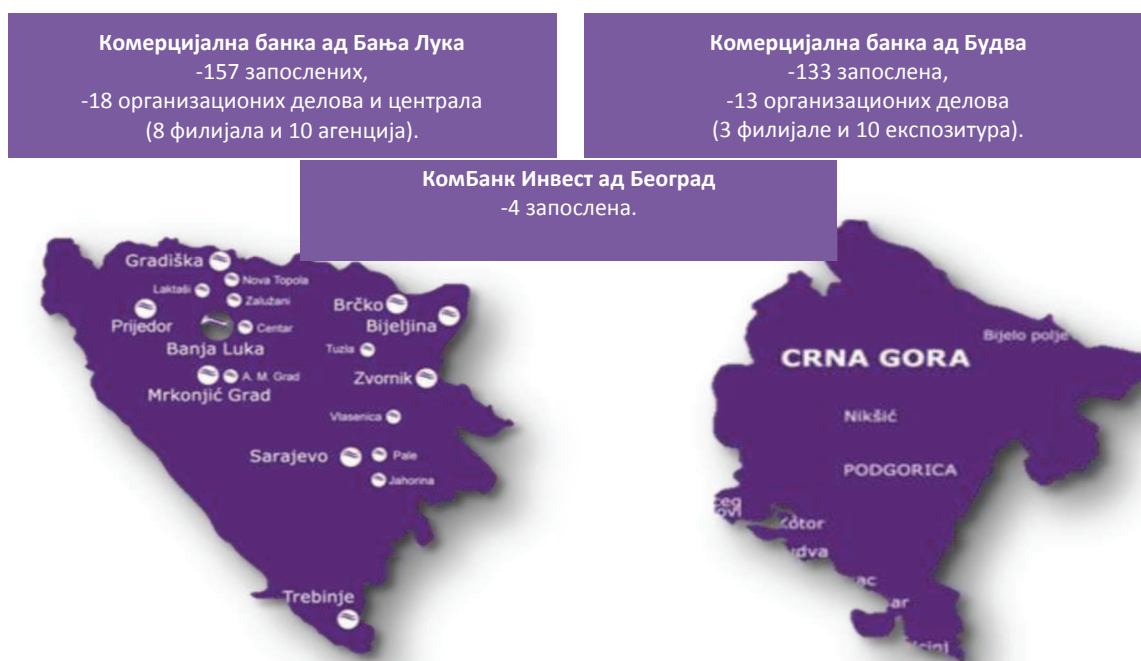 Комерцијална банка ад Бања Лука
-157 запослених,
-18 организационих делова и централа
(8 филијала и 10 агенција).
Комерцијална банка ад Будва
-133 запослена,
-13 организационих делова
(3 филијале и 10 експозитура).
КомБанк Инвест ад Београд
-4 запослена.
Gradiška
Nova Topola
Laktaši
Zalužani
Prijedor
Centar
Banja Luka
Brčko
Bijeljina
Tuzla
A. M. Grad
Mrkonjić Grad
Zvornik
Vlasenica
Sarajevo
Pale
Jahorina
Trebinje
Bijelo polje
CRNA GORA
Nikšić
PODGORICA
Kotor